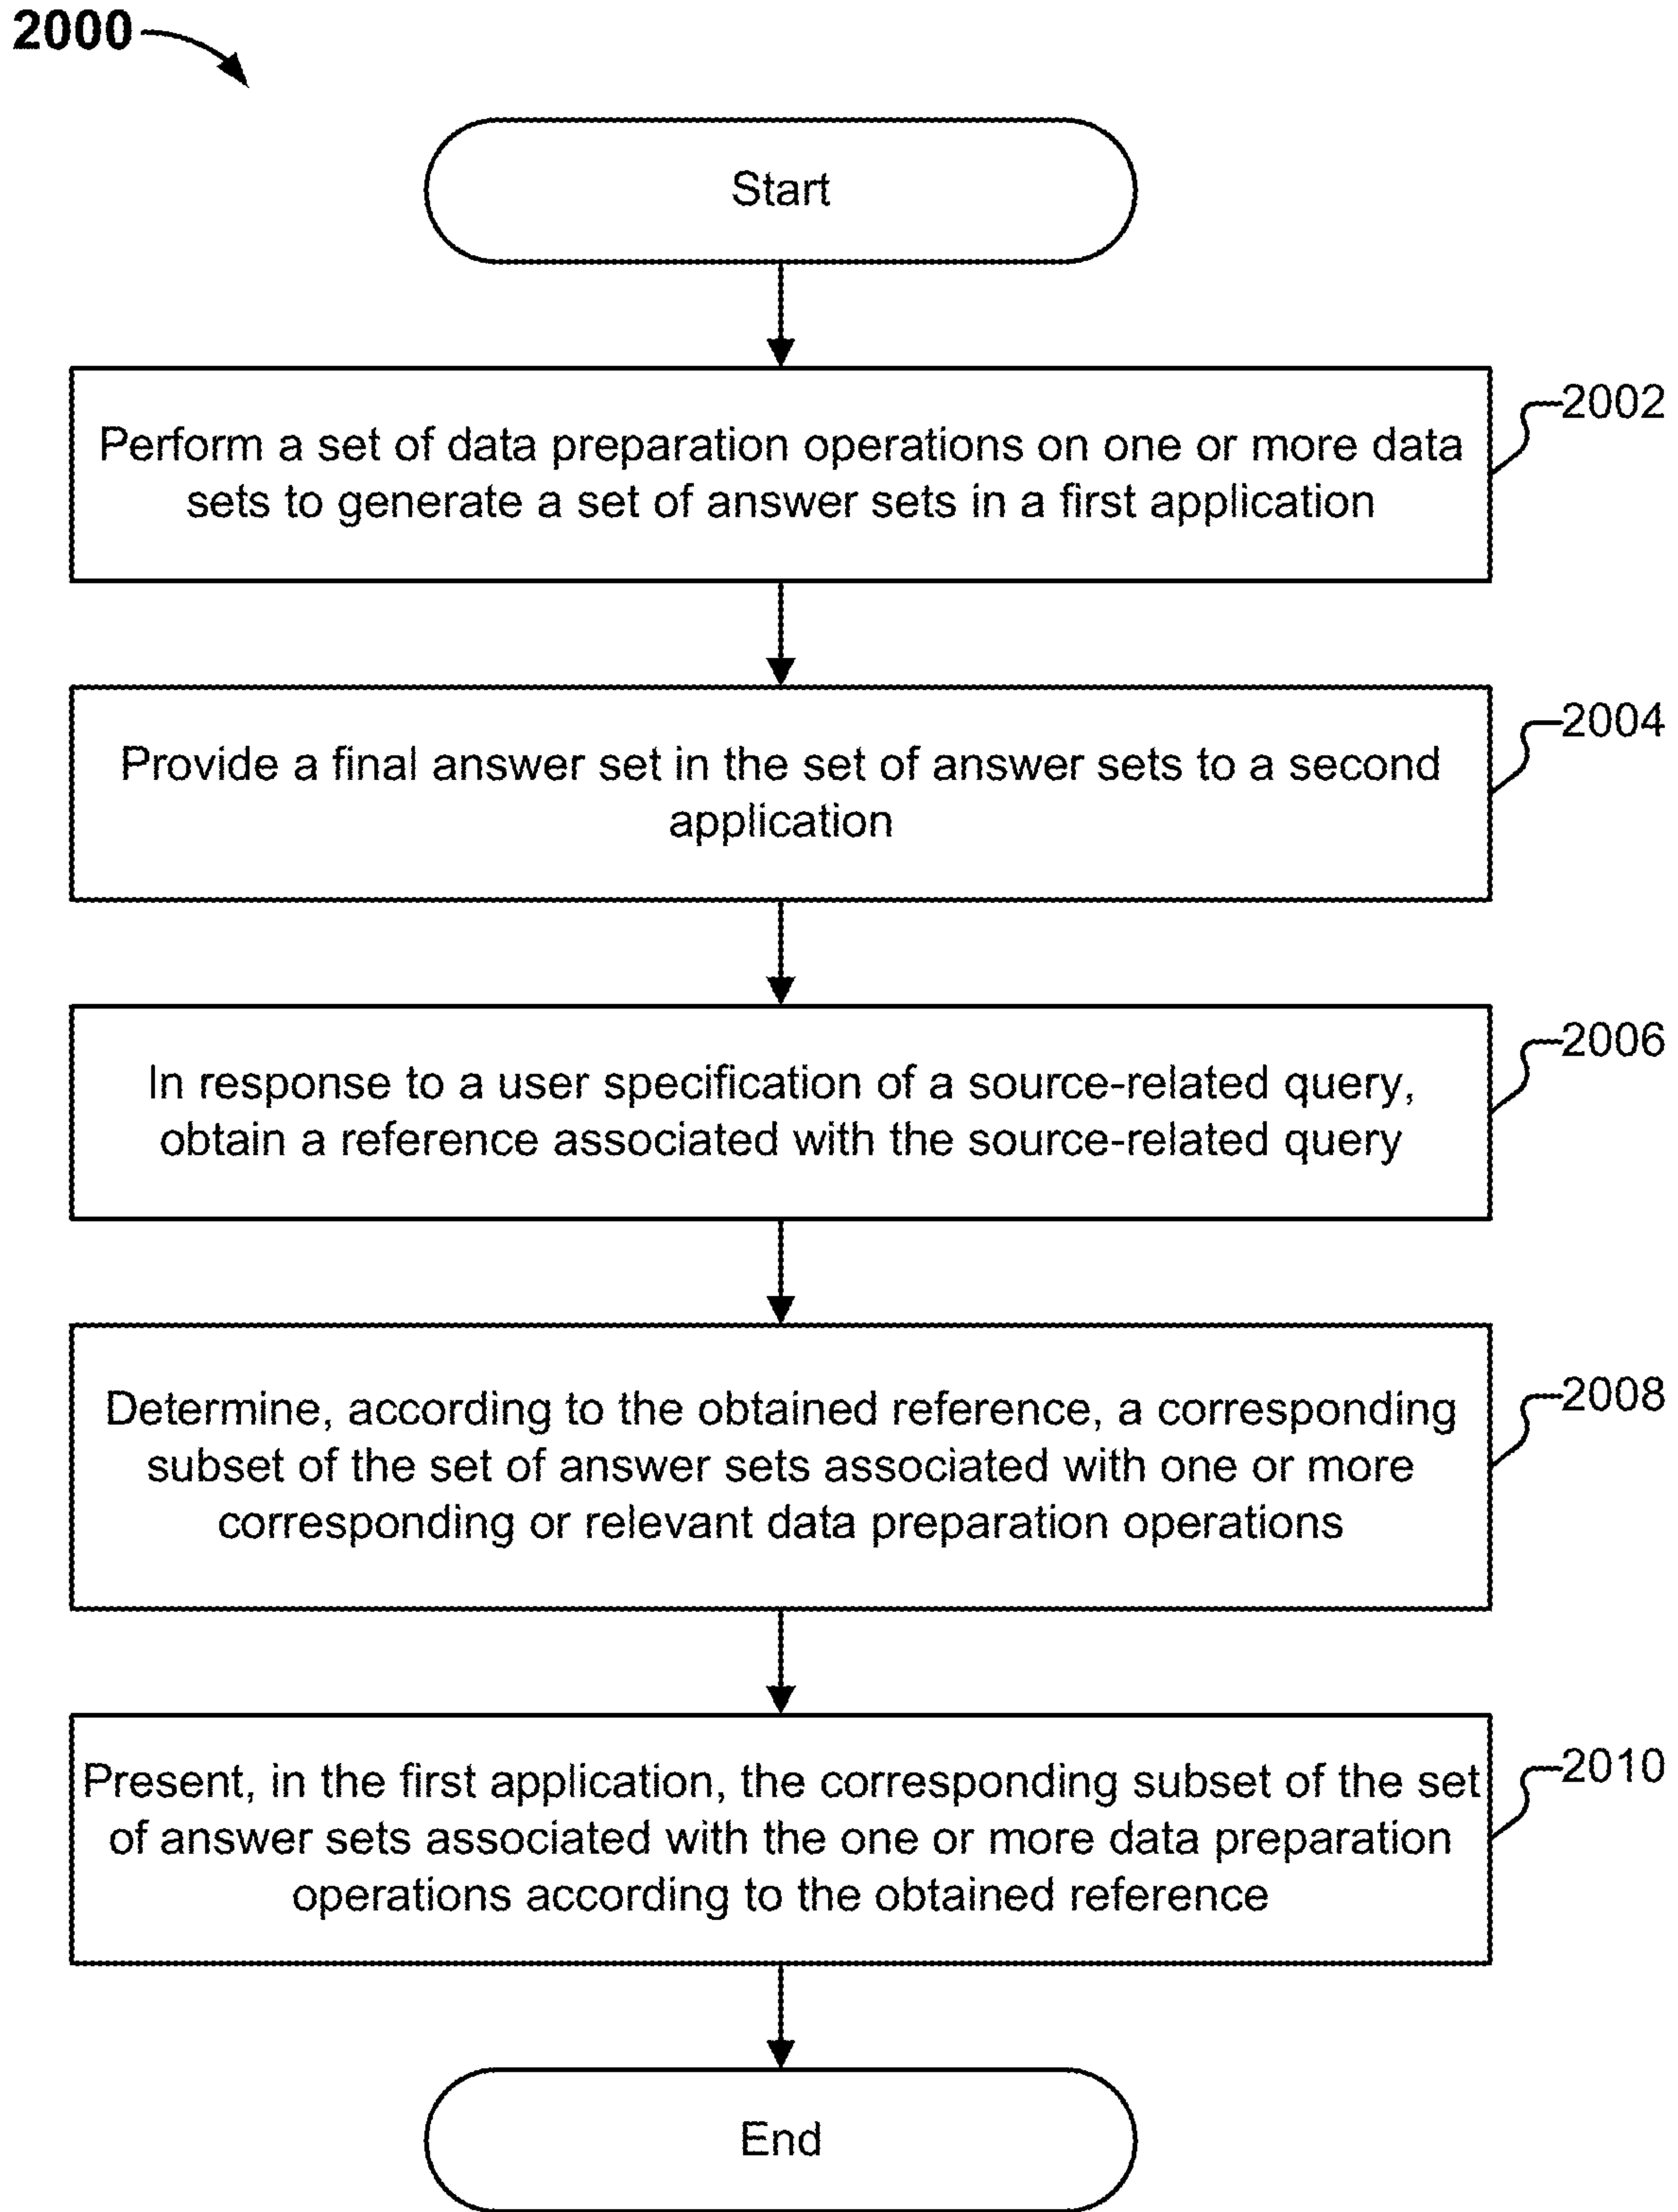 2000
Start
Perform a set of data preparation operations on one or more data
sets to generate a set of answer sets in a first application
2002
Provide a final answer set in the set of answer sets to a second
application
2004
In response to a user specification of a source-related query,
obtain a reference associated with the source-related query
2006
Determine, according to the obtained reference, a corresponding
subset of the set of answer sets associated with one or more
corresponding or relevant data preparation operations
2008
Present, in the first application, the corresponding subset of the set
of answer sets associated with the one or more data preparation
operations according to the obtained reference
2010
End